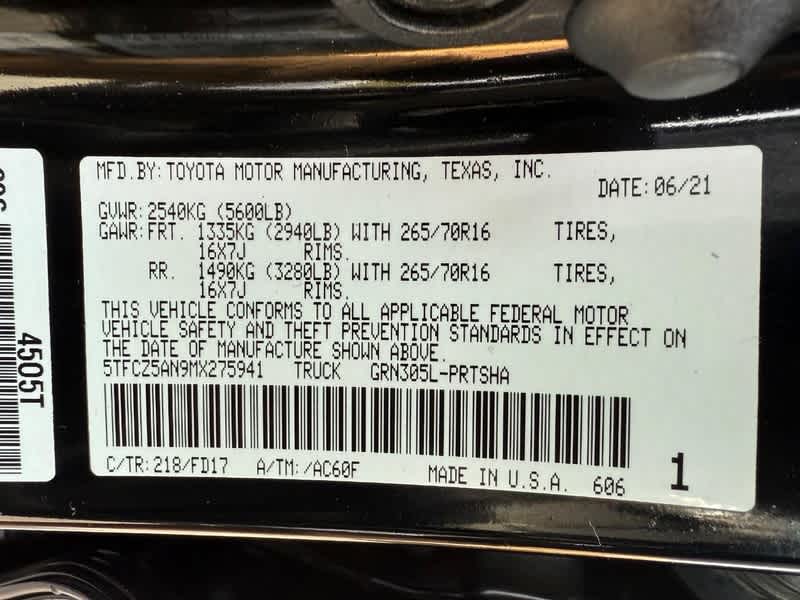 MFD.BY: TOYOTA MOTOR MANUFACTURING, TEXAS, INC.
DATE: 06/21
GVWR: 2540KG (5600LB)
GAWR: FRT. 1335KG (2940LB) WITH 265/70R16 TIRES,
16X7J RIMS.
RR. 1490KG (3280LB) WITH 265/70R16 TIRES,
16X7J RIMS.
THIS VEHICLE CONFORMS TO ALL APPLICABLE FEDERAL MOTOR
VEHICLE SAFETY AND THEFT PREVENTION STANDARDS IN EFFECT ON
THE DATE OF MANUFACTURE SHOWN ABOVE.
5TFCZ5AN9MX275941 TRUCK GRN305L-PRTSHA
C/TR: 218/FD17 A/TM: /AC60F MADE IN U.S.A. 606 1
4505T